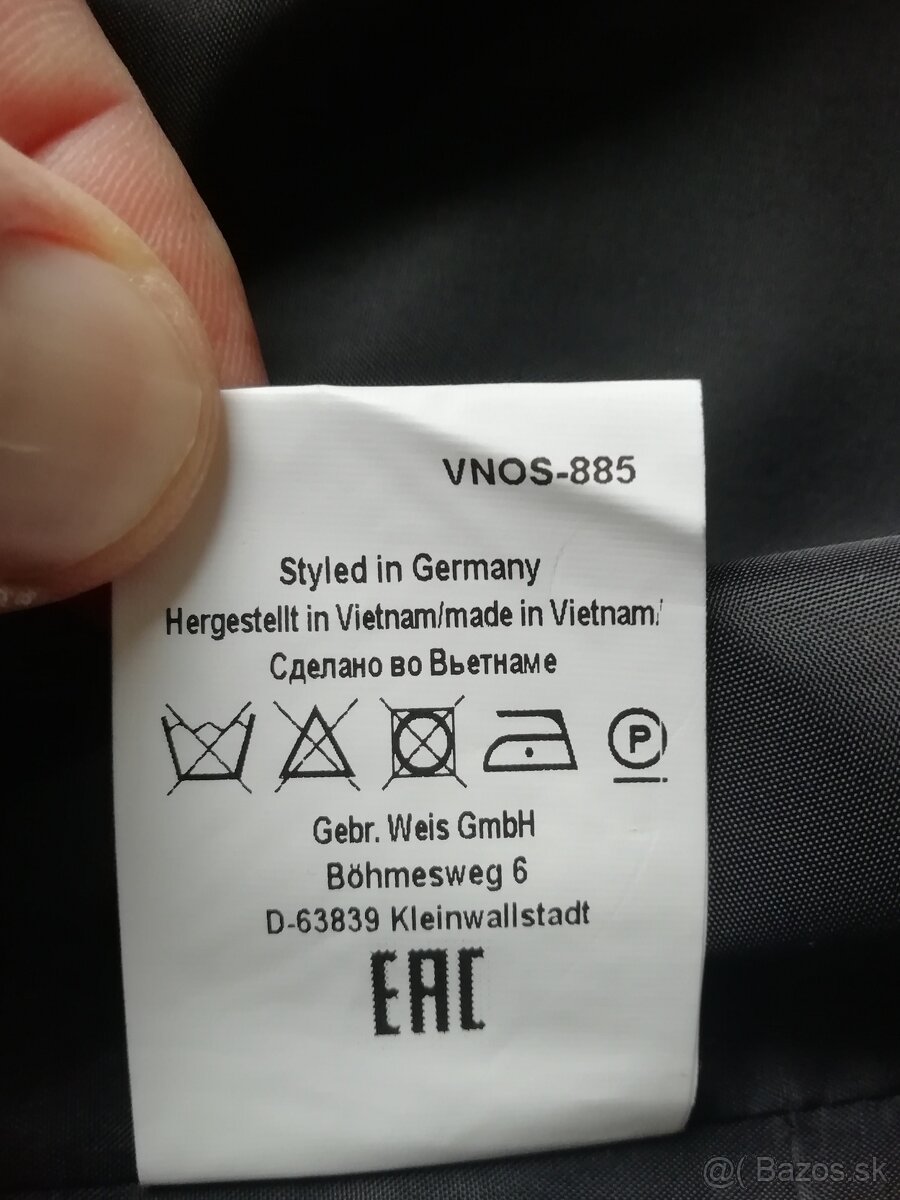 VNOS-885
Styled in Germany
Hergestellt in Vietnam/made in Vietnam/
Сделано во Вьетнаме
P
Gebr. Weis GmbH
Böhmesweg 6
D-63839 Kleinwallstadt
EAC
@( Bazos.sk